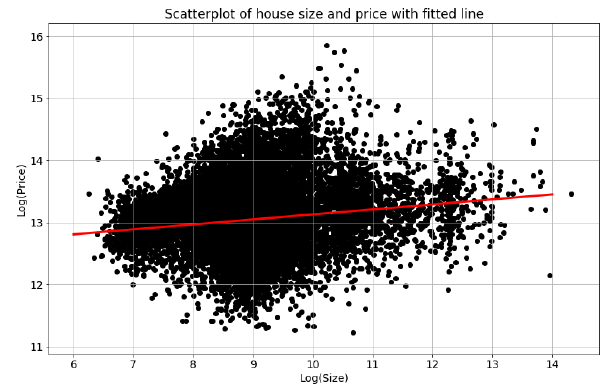 Scatterplot of house size and price with fitted line
16
15
14
13
12
11
Log(Price)
6 7 8 9 10 11 12 13 14
Log(Size)